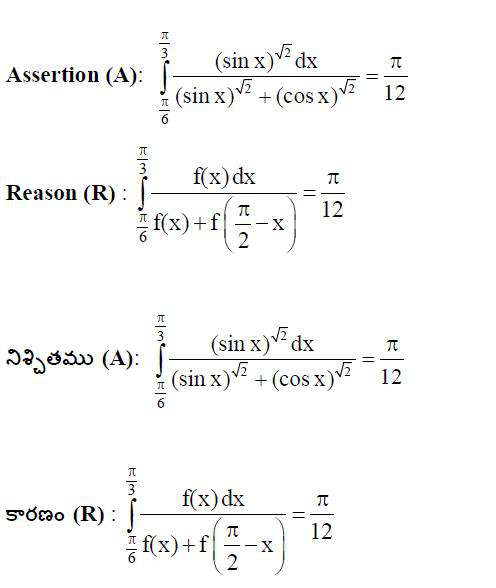 Assertion (A): ∫_{π/6}^{π/3} (sin x)^{√2} dx / ((sin x)^{√2} + (cos x)^{√2}) = π/12
Reason (R) : ∫_{π/6}^{π/3} f(x) dx / (f(x) + f(π/2 − x)) = π/12
నిశ్చితము (A): ∫_{π/6}^{π/3} (sin x)^{√2} dx / ((sin x)^{√2} + (cos x)^{√2}) = π/12
కారణం (R) : ∫_{π/6}^{π/3} f(x) dx / (f(x) + f(π/2 − x)) = π/12